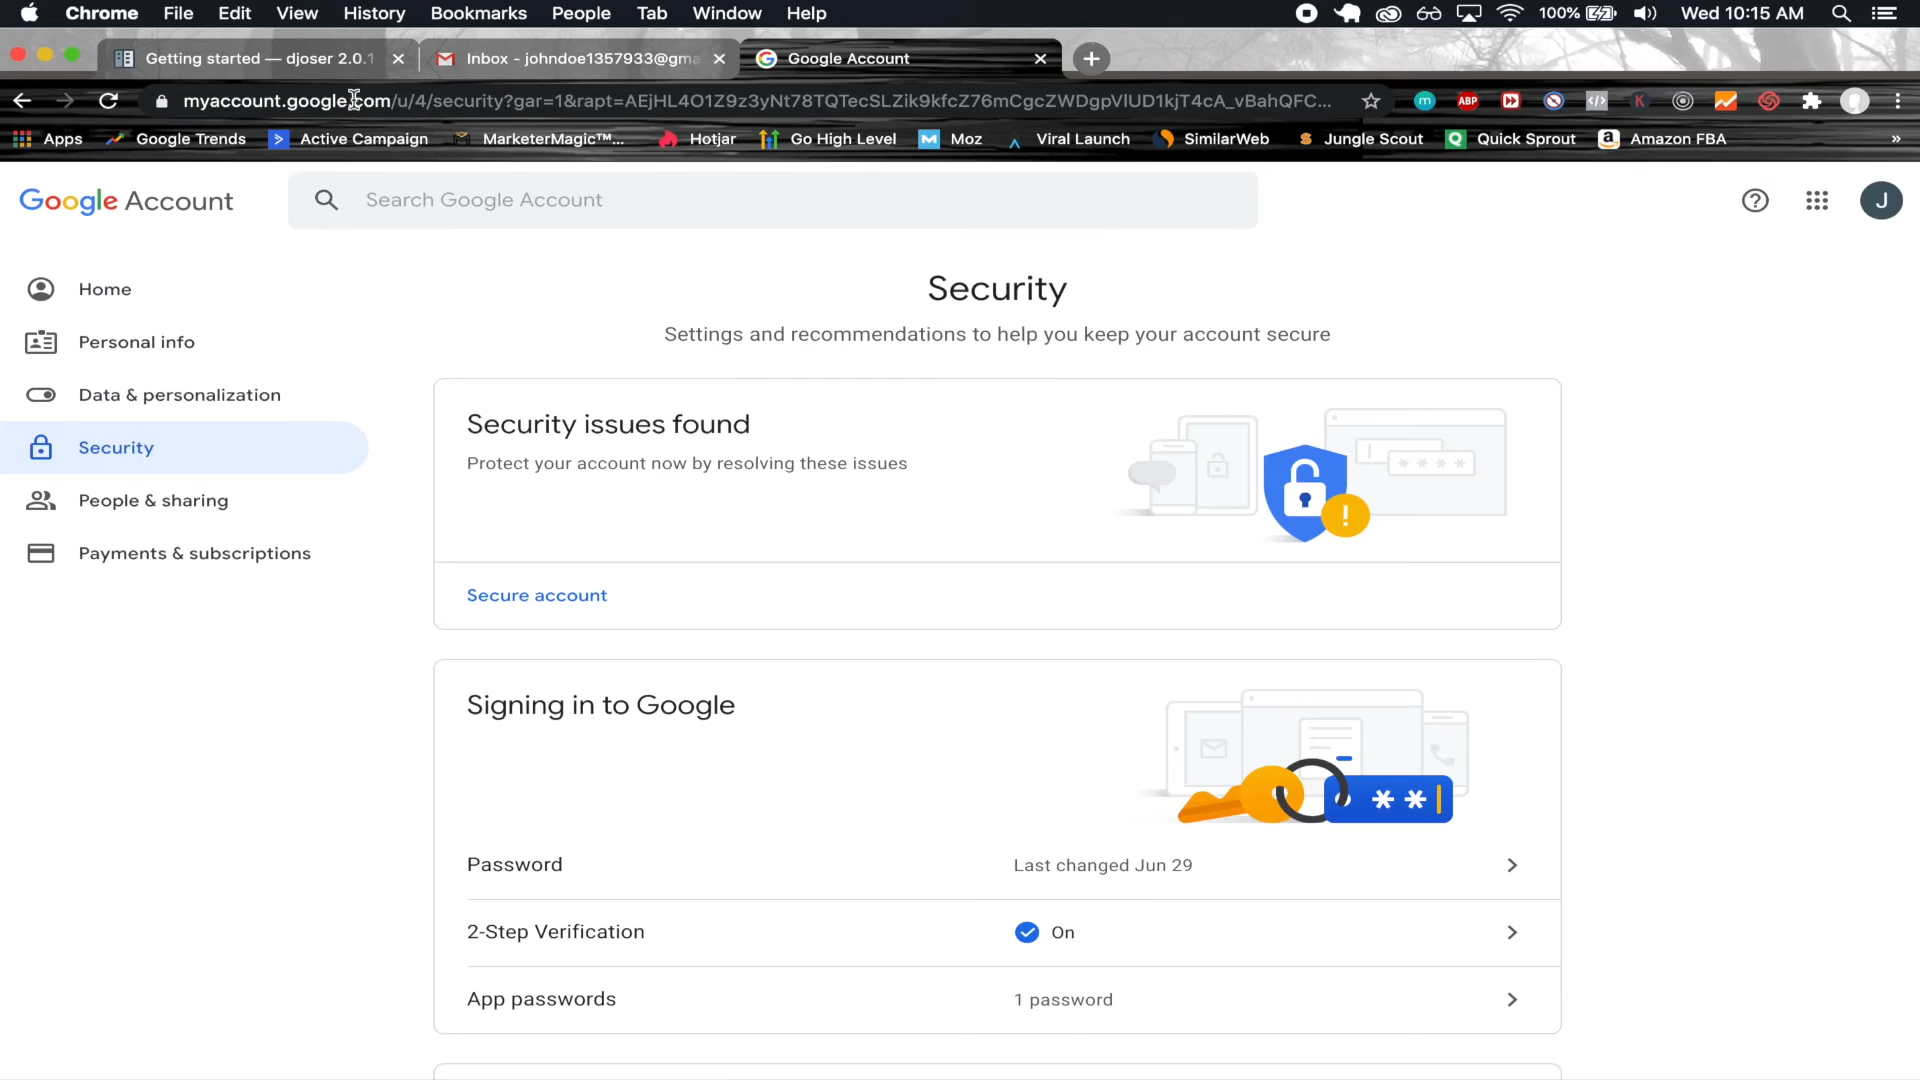 Chrome File Edit View History Bookmarks People Tab Window Help 100% Wed 10:15 AM
Getting started — djoser 2.0.1 Inbox - johndoe1357933@gma Google Account
myaccount.google.com/u/4/security?gar=1&rapt=AEjHL4O1Z9z3yNt78TQTecSLZik9kfcZ76mCgcZWDgpVlUD1kjT4cA_vBahQFC...
Apps Google Trends Active Campaign MarketerMagic™... Hotjar Go High Level Moz Viral Launch SimilarWeb Jungle Scout Quick Sprout Amazon FBA »
Google Account Search Google Account J
Home
Personal info
Data & personalization
Security
People & sharing
Payments & subscriptions
Security
Settings and recommendations to help you keep your account secure
Security issues found
Protect your account now by resolving these issues
Secure account
Signing in to Google
Password Last changed Jun 29
2-Step Verification On
App passwords 1 password